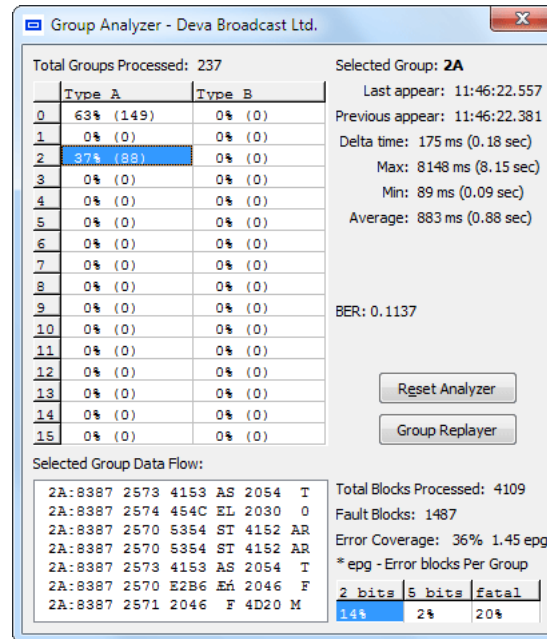 Group Analyzer - Deva Broadcast Ltd.
Total Groups Processed: 237
Type A Type B
0 63% (149) 0% (0)
1 0% (0) 0% (0)
2 37% (88) 0% (0)
3 0% (0) 0% (0)
4 0% (0) 0% (0)
5 0% (0) 0% (0)
6 0% (0) 0% (0)
7 0% (0) 0% (0)
8 0% (0) 0% (0)
9 0% (0) 0% (0)
10 0% (0) 0% (0)
11 0% (0) 0% (0)
12 0% (0) 0% (0)
13 0% (0) 0% (0)
14 0% (0) 0% (0)
15 0% (0) 0% (0)
Selected Group: 2A
Last appear: 11:46:22.557
Previous appear: 11:46:22.381
Delta time: 175 ms (0.18 sec)
Max: 8148 ms (8.15 sec)
Min: 89 ms (0.09 sec)
Average: 883 ms (0.88 sec)
BER: 0.1137
Reset Analyzer
Group Replayer
Selected Group Data Flow:
2A:8387 2573 4153 AS 2054 T
2A:8387 2574 454C EL 2030 0
2A:8387 2570 5354 ST 4152 AR
2A:8387 2570 5354 ST 4152 AR
2A:8387 2573 4153 AS 2054 T
2A:8387 2570 E2B6 Æń 2046 F
2A:8387 2571 2046 F 4D20 M
Total Blocks Processed: 4109
Fault Blocks: 1487
Error Coverage: 36% 1.45 epg
* epg - Error blocks Per Group
2 bits 5 bits fatal
14% 2% 20%